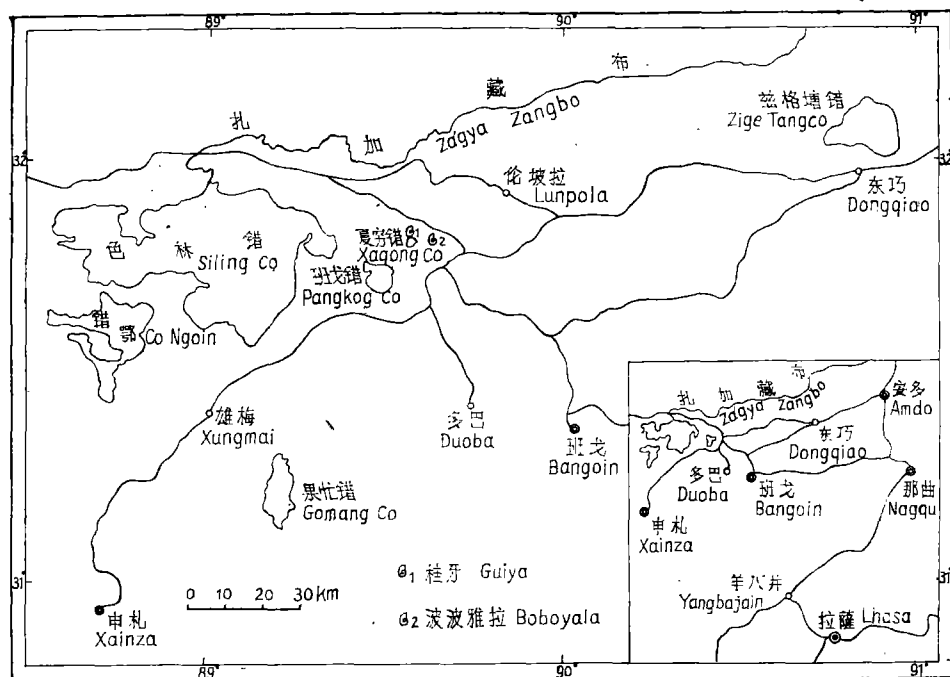 89° 90° 91°
扎 加 藏 布
Zagya Zangbo
兹格塘错
Zige Tangco
32° 32°
伦坡拉
Lunpola
东巧
Dongqiao
色 林 错
Siling Co
夏穷错 1 2
Xagong Co
班戈错
Pangkog Co
错鄂 Co Ngoin
雄梅
Xungmai
多巴
Duoba
班戈
Bangoin
果忙错
Gomang Co
31° 31°
申札
Xainza
0 10 20 30km
1 桂牙 Guiya
2 波波雅拉 Boboyala
89° 90° 91°
扎 加 藏 布
Zagya Zangbo
安多
Amdo
东巧
Dongqiao
多巴
Duoba
班戈
Bangoin
那曲
Nagqu
申札
Xainza
羊八井
Yangbajain
拉薩 Lhasa